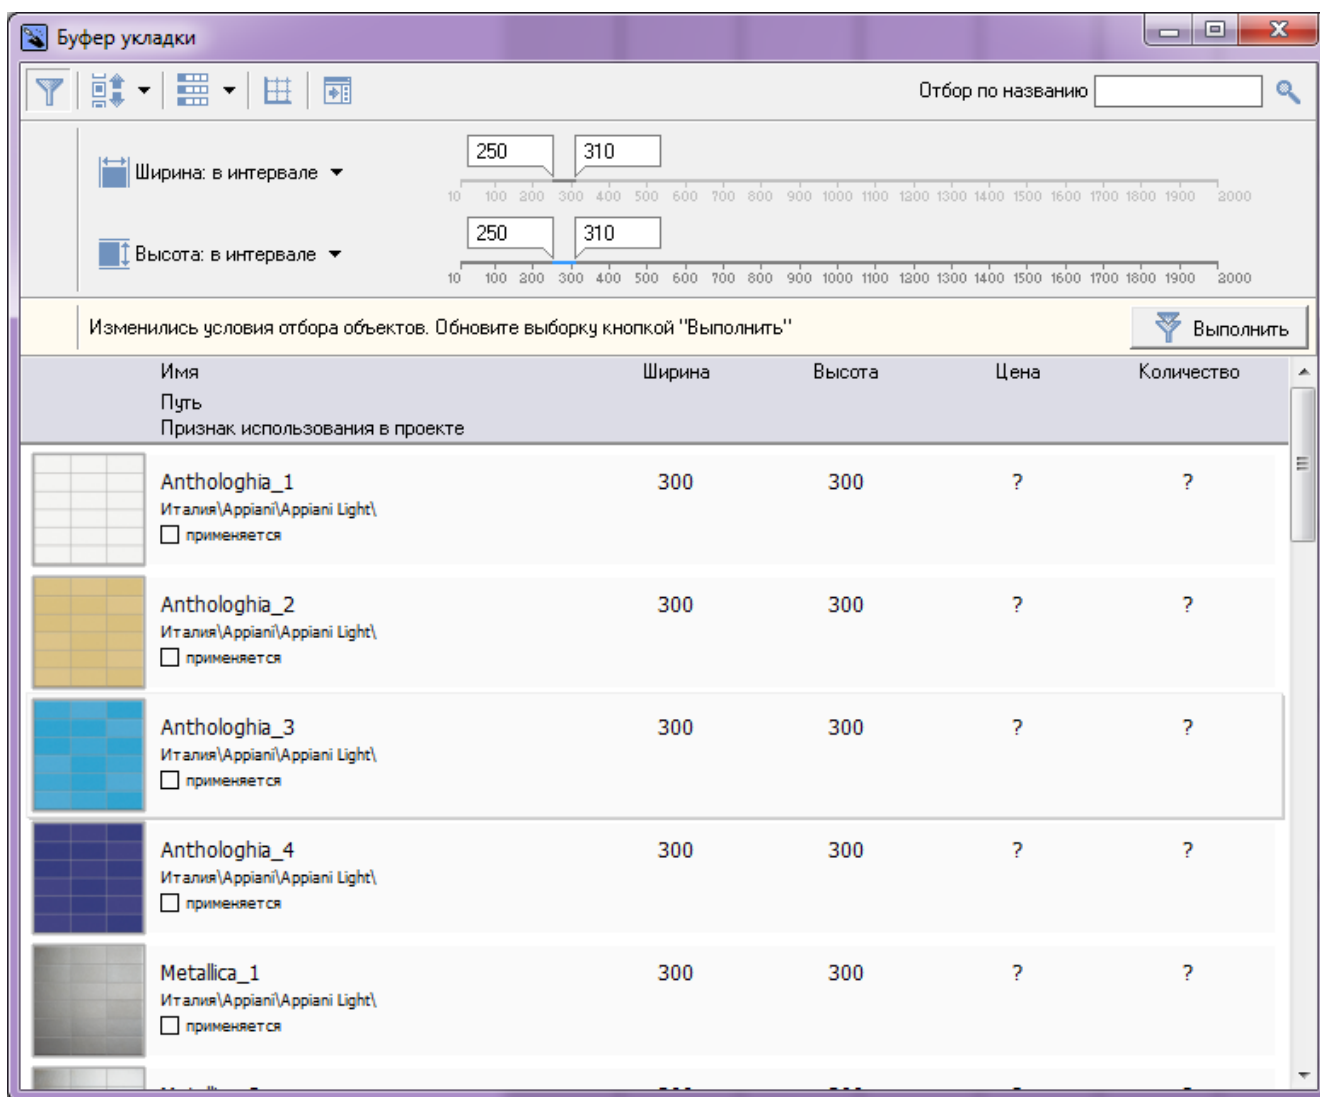 Буфер укладки
Отбор по названию
Ширина: в интервале
250 310
10 100 200 300 400 500 600 700 800 900 1000 1100 1200 1300 1400 1500 1600 1700 1800 1900 2000
Высота: в интервале
250 310
10 100 200 300 400 500 600 700 800 900 1000 1100 1200 1300 1400 1500 1600 1700 1800 1900 2000
Изменились условия отбора объектов. Обновите выборку кнопкой "Выполнить" Выполнить
Имя Ширина Высота Цена Количество
Путь
Признак использования в проекте
Anthologhia_1 300 300 ? ?
Италия\Appiani\Appiani Light\
применяется
Anthologhia_2 300 300 ? ?
Италия\Appiani\Appiani Light\
применяется
Anthologhia_3 300 300 ? ?
Италия\Appiani\Appiani Light\
применяется
Anthologhia_4 300 300 ? ?
Италия\Appiani\Appiani Light\
применяется
Metallica_1 300 300 ? ?
Италия\Appiani\Appiani Light\
применяется